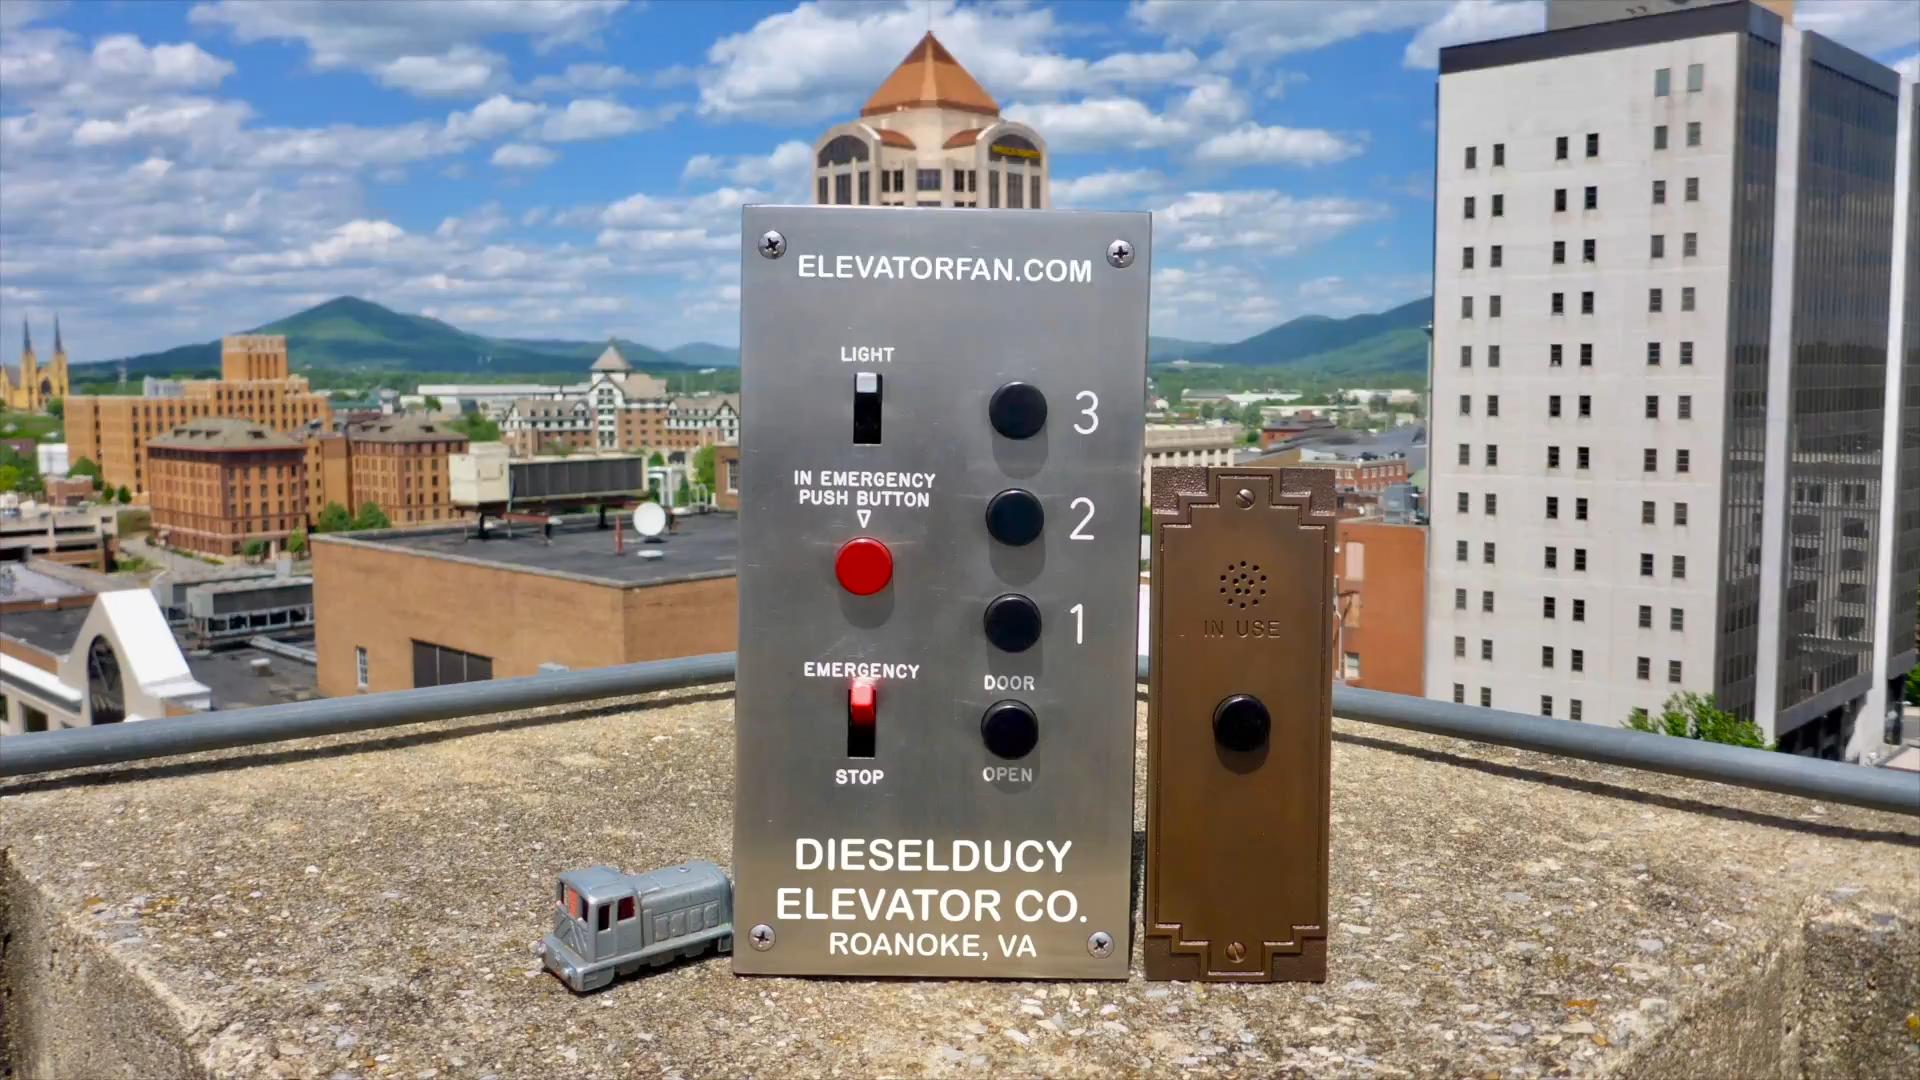 ELEVATORFAN.COM
LIGHT
3
IN EMERGENCY
PUSH BUTTON
2
1
EMERGENCY
STOP
DOOR
OPEN
DIESELDUCY
ELEVATOR CO.
ROANOKE, VA
IN USE